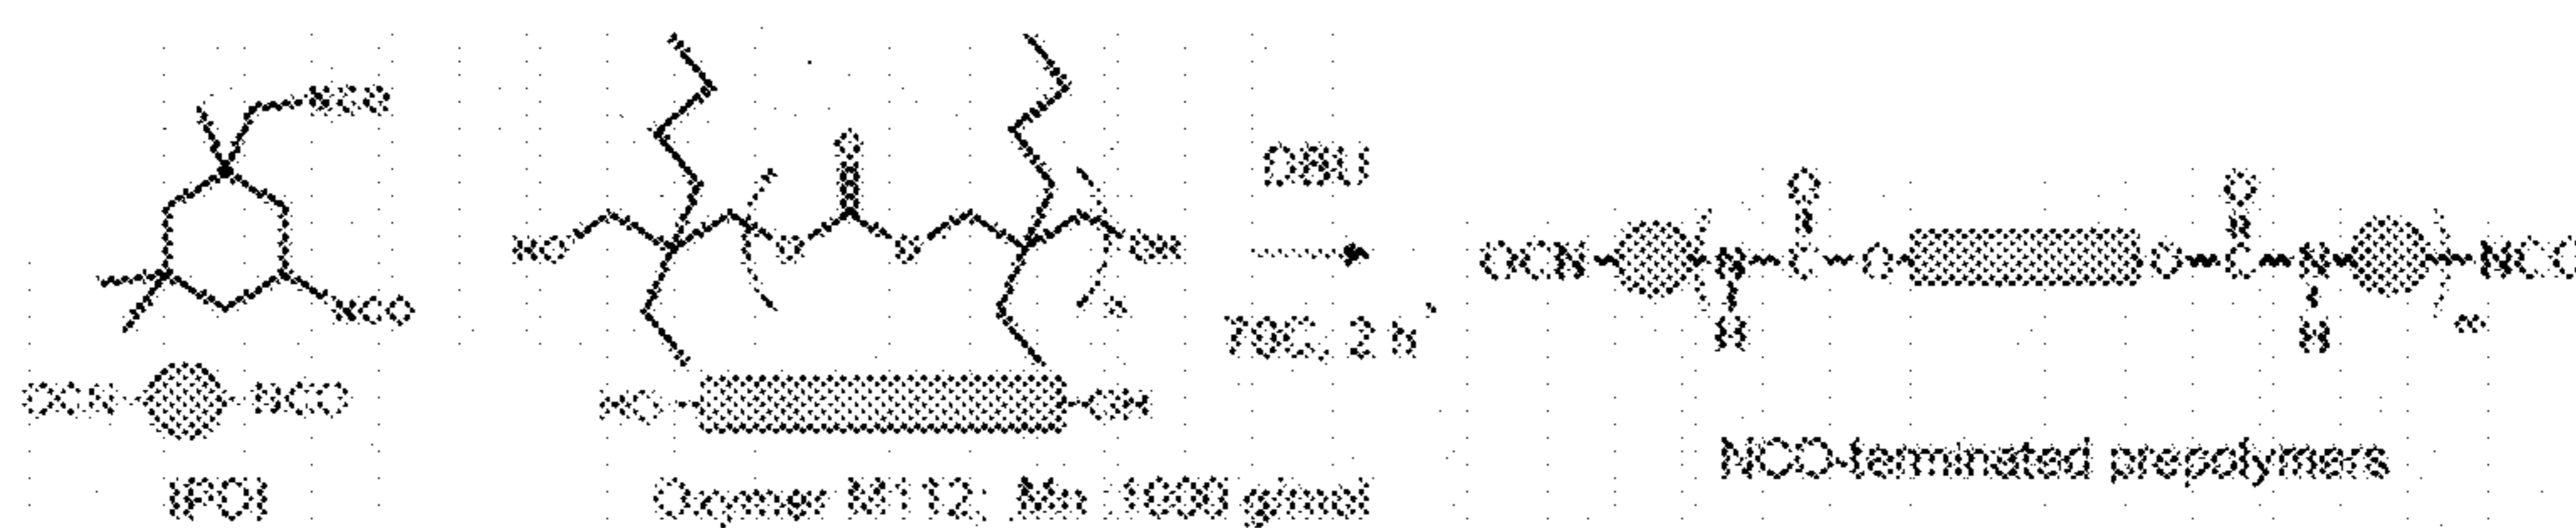 NCO
O
DBU
O
O
HO
O
O
OH
OCN
N
C
O
O
C
N
NCO
n
H
H
m
NCO
70C, 2 h
OCN
NCO
HO
OH
NCO-terminated prepolymers
IPDI
Oxymer M112; Mn 1000 g/mol